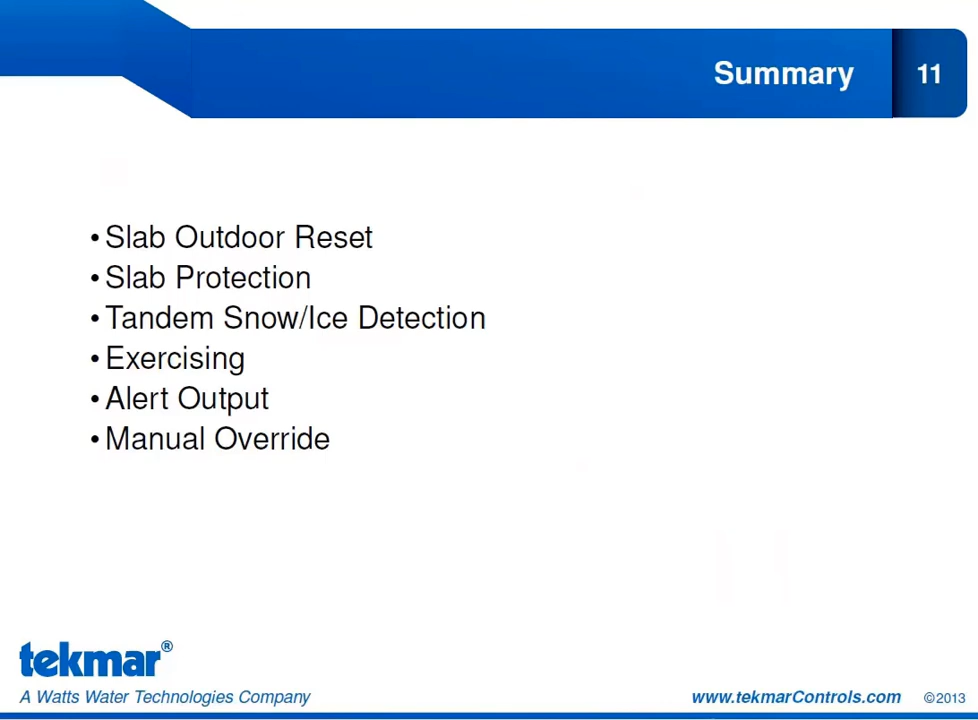 Summary 11
• Slab Outdoor Reset
• Slab Protection
• Tandem Snow/Ice Detection
• Exercising
• Alert Output
• Manual Override
tekmar®
A Watts Water Technologies Company www.tekmarControls.com ©2013